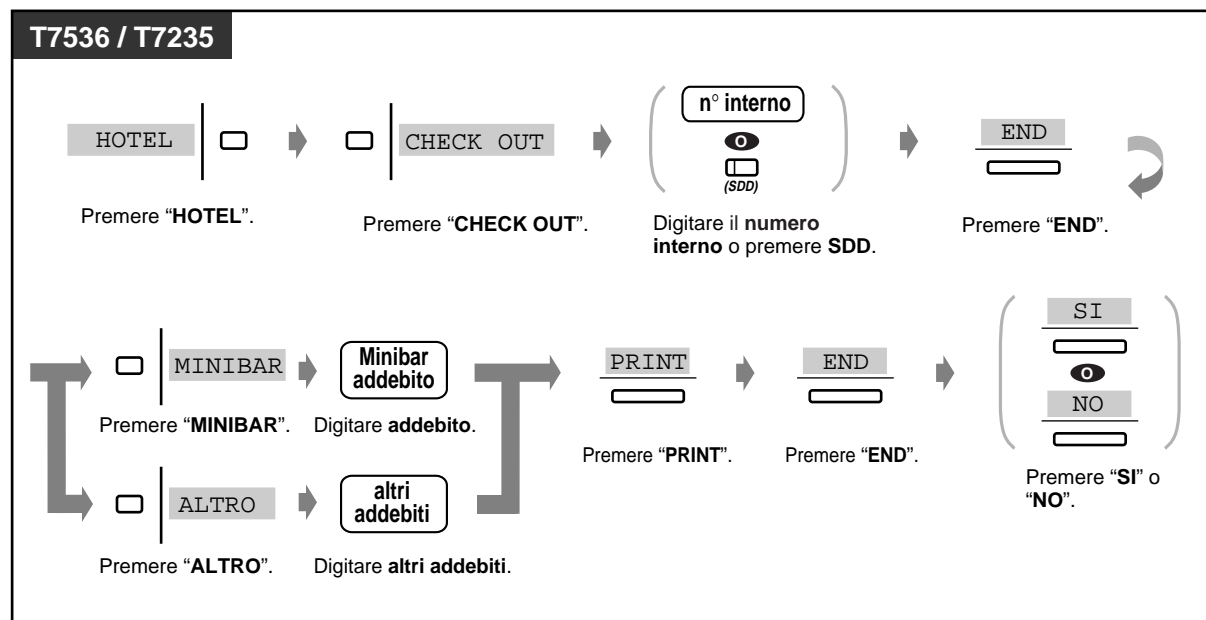 T7536 / T7235
HOTEL
Premere “HOTEL”.
CHECK OUT
Premere “CHECK OUT”.
n° interno
O
(SDD)
Digitare il numero
interno o premere SDD.
END
Premere “END”.
MINIBAR
Premere “MINIBAR”.
Minibar
addebito
Digitare addebito.
ALTRO
Premere “ALTRO”.
altri
addebiti
Digitare altri addebiti.
PRINT
Premere “PRINT”.
END
Premere “END”.
SI
O
NO
Premere “SI” o
“NO”.